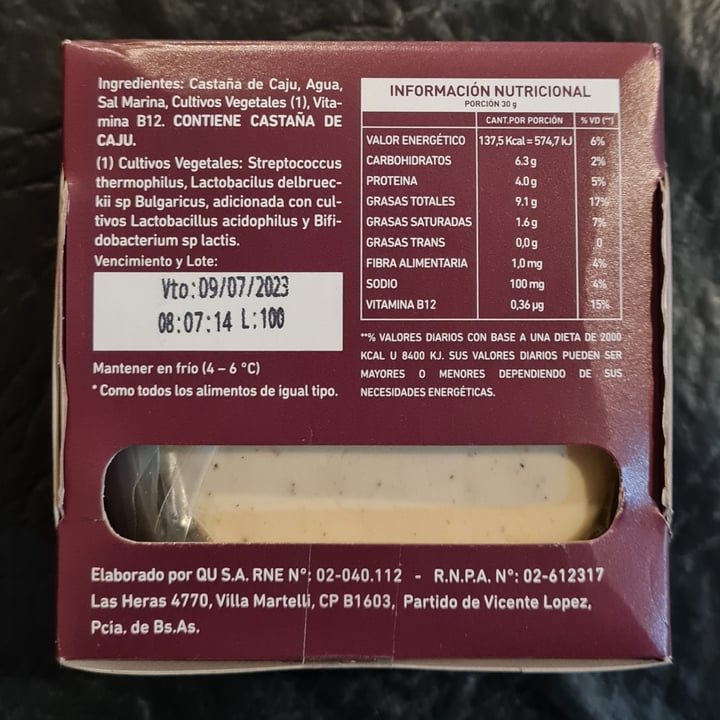 Ingredientes: Castaña de Caju, Agua,
Sal Marina, Cultivos Vegetales (1), Vita-
mina B12. CONTIENE CASTAÑA DE
CAJU.
(1) Cultivos Vegetales: Streptococcus
thermophilus, Lactobacilus delbruec-
kii sp Bulgaricus, adicionada con cul-
tivos Lactobacillus acidophilus y Bifi-
dobacterium sp lactis.
Vencimiento y Lote:
Vto:09/07/2023
08:07:14 L:100
Mantener en frío (4 – 6 °C)
* Como todos los alimentos de igual tipo.
INFORMACIÓN NUTRICIONAL
PORCIÓN 30 g
CANT.POR PORCIÓN % VD (**)
VALOR ENERGÉTICO 137,5 Kcal = 574,7 kJ 6%
CARBOHIDRATOS 6.3 g 2%
PROTEINA 4.0 g 5%
GRASAS TOTALES 9.1 g 17%
GRASAS SATURADAS 1.6 g 7%
GRASAS TRANS 0,0 g 0
FIBRA ALIMENTARIA 1,0 mg 4%
SODIO 100 mg 4%
VITAMINA B12 0,36 µg 15%
**% VALORES DIARIOS CON BASE A UNA DIETA DE 2000
KCAL U 8400 KJ. SUS VALORES DIARIOS PUEDEN SER
MAYORES O MENORES DEPENDIENDO DE SUS
NECESIDADES ENERGÉTICAS.
Elaborado por QU S.A. RNE N°: 02-040.112 - R.N.P.A. N°: 02-612317
Las Heras 4770, Villa Martelli, CP B1603, Partido de Vicente Lopez,
Pcia. de Bs.As.